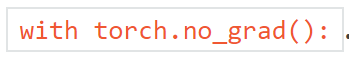 with torch.no_grad(): .